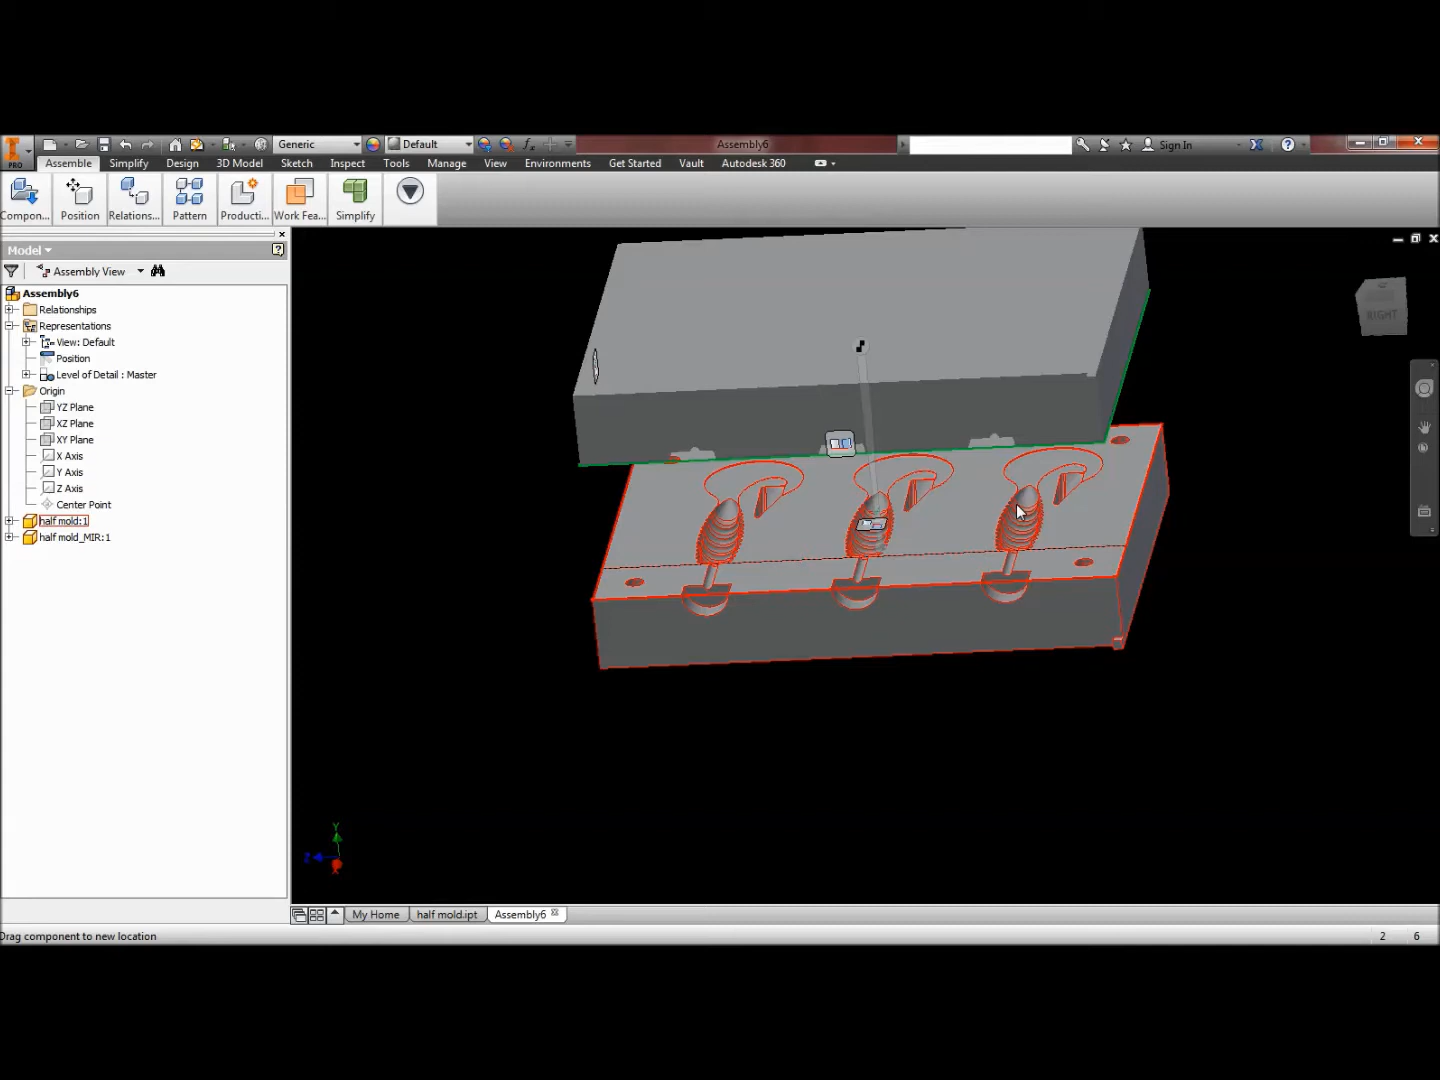 Generic
Default
Assembly6
Sign In
PRO
Assemble Simplify Design 3D Model Sketch Inspect Tools Manage View Environments Get Started Vault Autodesk 360
Compon... Position Relations... Pattern Producti... Work Fea... Simplify
Model
Assembly View
Assembly6
Relationships
Representations
View: Default
Position
Level of Detail : Master
Origin
YZ Plane
XZ Plane
XY Plane
X Axis
Y Axis
Z Axis
Center Point
half mold:1
half mold_MIR:1
RIGHT
Y
Z
X
My Home half mold.ipt Assembly6
Drag component to new location 2 6